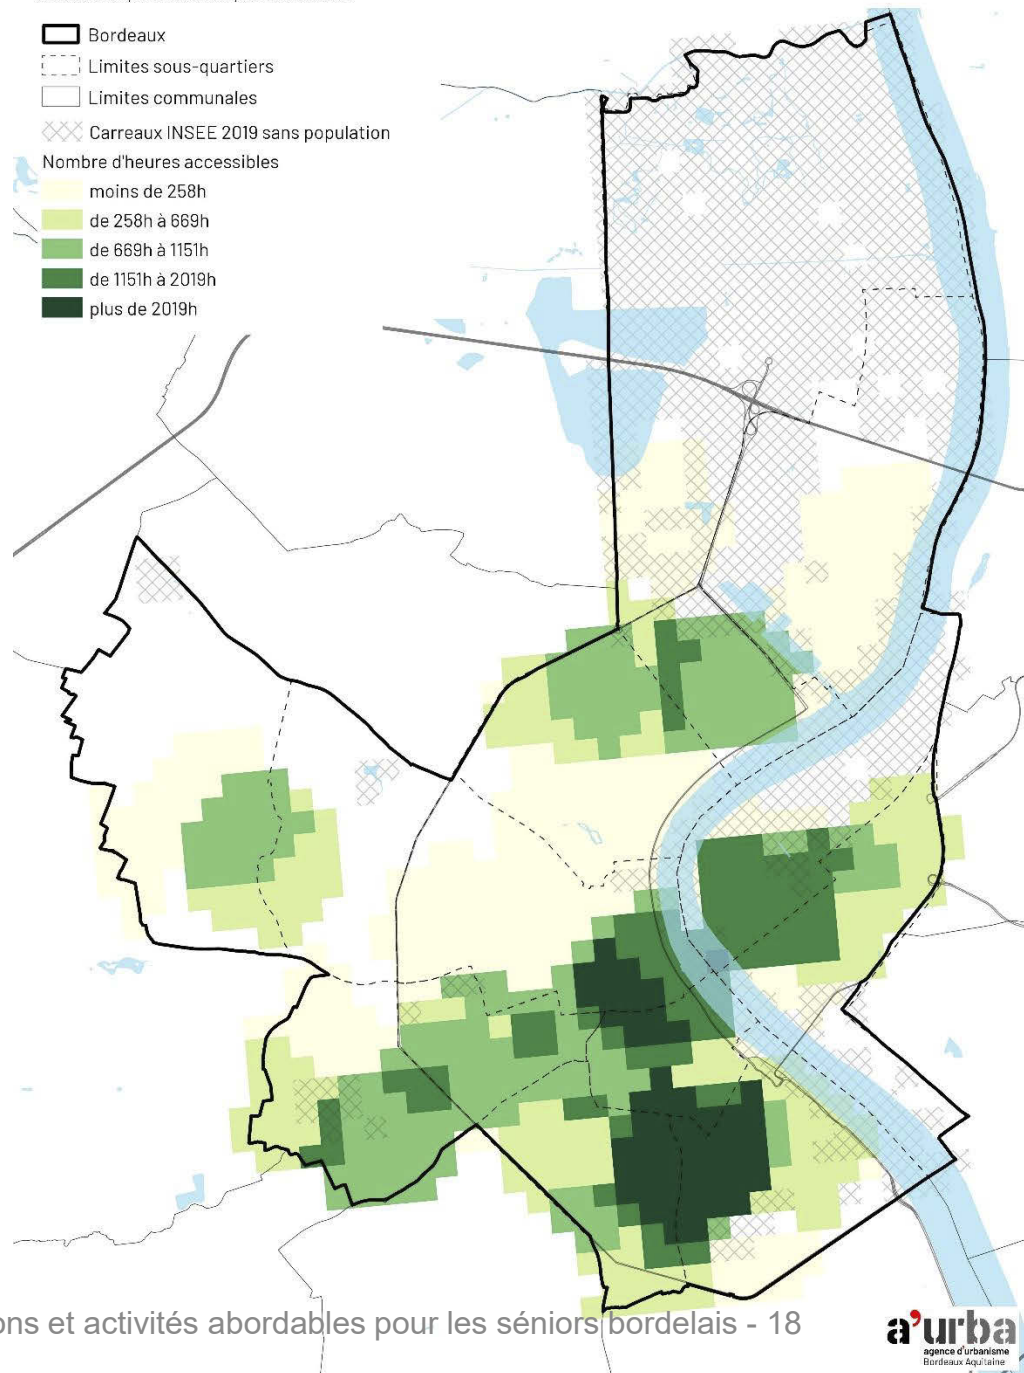 Bordeaux
Limites sous-quartiers
Limites communales
Carreaux INSEE 2019 sans population
Nombre d'heures accessibles
moins de 258h
de 258h à 669h
de 669h à 1151h
de 1151h à 2019h
plus de 2019h
ons et activités abordables pour les séniors bordelais - 18
a'urba
agence d'urbanisme
Bordeaux Aquitaine